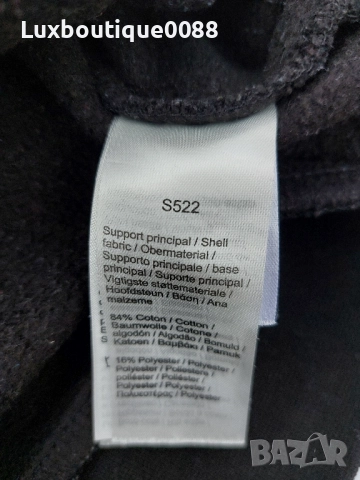 Luxboutique0088
S522
Support principal / Shell
fabric / Obermaterial /
Supporto principale / base
principal / Suporte principal /
Vigtigste støttemateriale /
Hoofdsteun / Βάση / Ana
malzeme
84% Coton / Cotton /
Baumwolle / Cotone /
algodón / Algodão / Bomuld /
Katoen / Βαμβάκι / Pamuk
16% Polyester / Polyester /
Polyester / Poliestere /
poliéster / Poliéster /
Polyester / Polyester /
Πολυεστέρας / Polyester
BAZAR